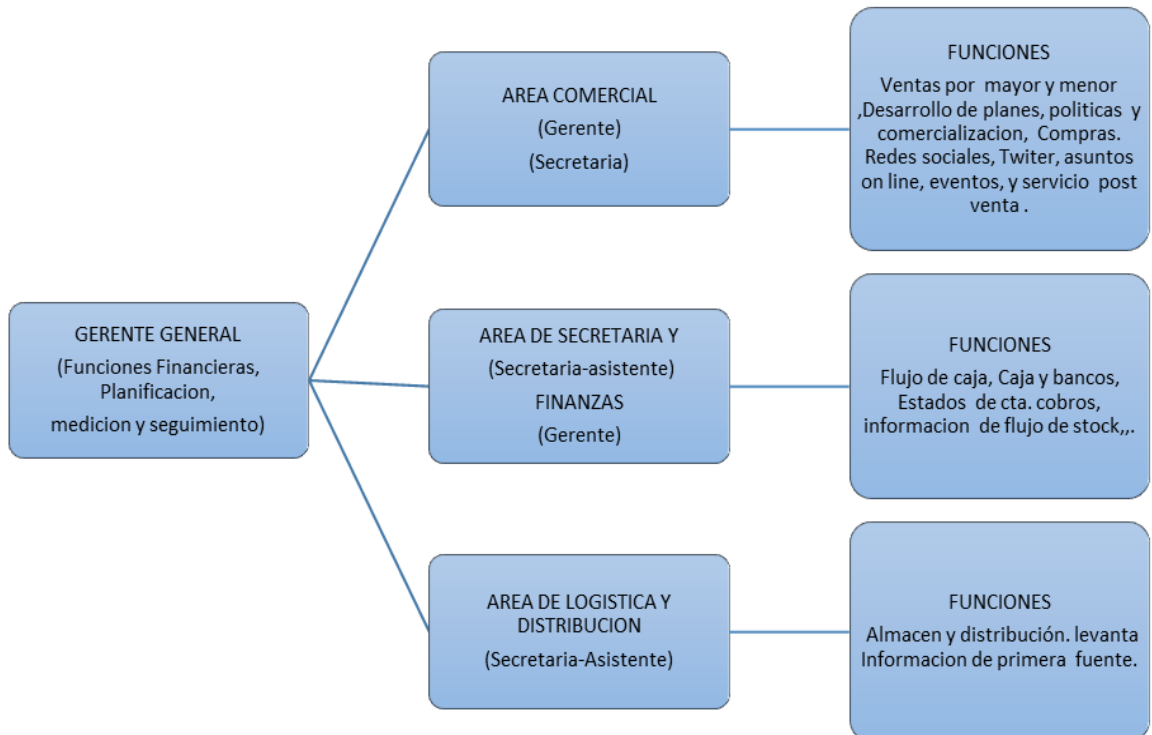 GERENTE GENERAL
(Funciones Financieras,
Planificacion,
medicion y seguimiento)
AREA COMERCIAL
(Gerente)
(Secretaria)
FUNCIONES
Ventas por mayor y menor
,Desarrollo de planes, politicas y
comercializacion, Compras.
Redes sociales, Twiter, asuntos
on line, eventos, y servicio post
venta .
AREA DE SECRETARIA Y
(Secretaria-asistente)
FINANZAS
(Gerente)
FUNCIONES
Flujo de caja, Caja y bancos,
Estados de cta. cobros,
informacion de flujo de stock,,.
AREA DE LOGISTICA Y
DISTRIBUCION
(Secretaria-Asistente)
FUNCIONES
Almacen y distribución. levanta
Informacion de primera fuente.